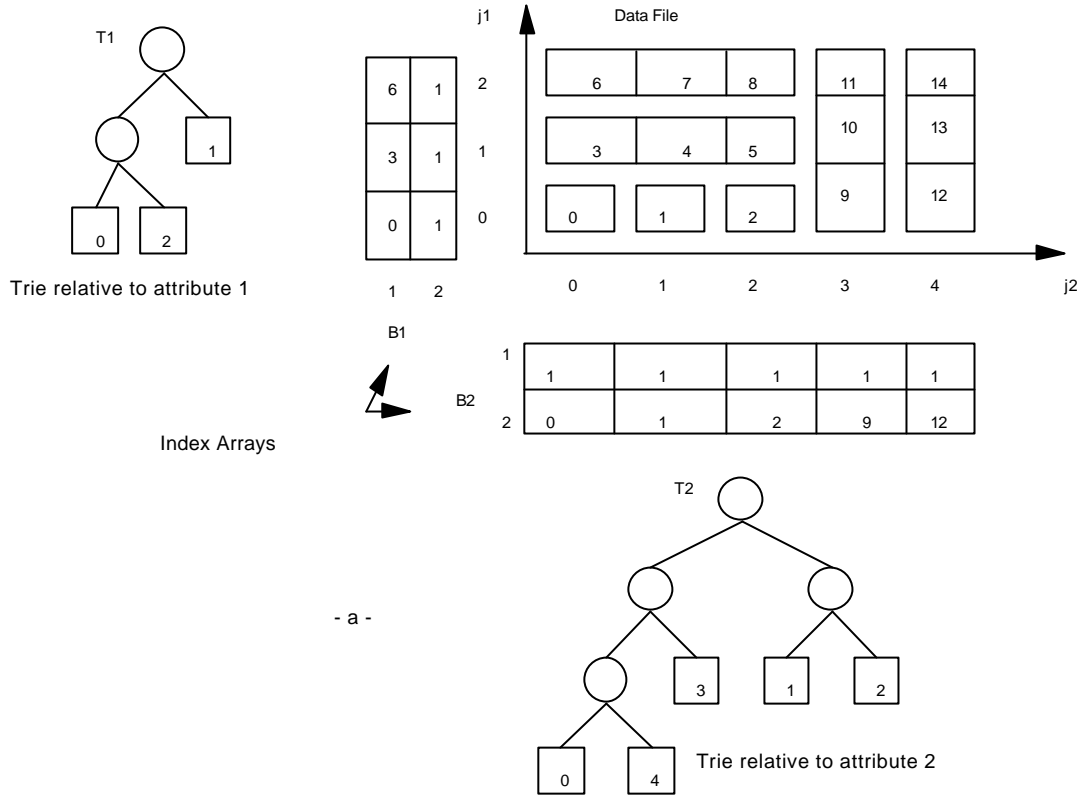 j1 Data File
T1
6 1 2 6 7 8 11 14
10 13
1 3 1 1 3 4 5
9 12
0 2 0 1 0 0 1 2
Trie relative to attribute 1
1 2 0 1 2 3 4 j2
B1
1 1 1 1 1 1
B2
2 0 1 2 9 12
Index Arrays
T2
- a -
3 1 2
Trie relative to attribute 2
0 4